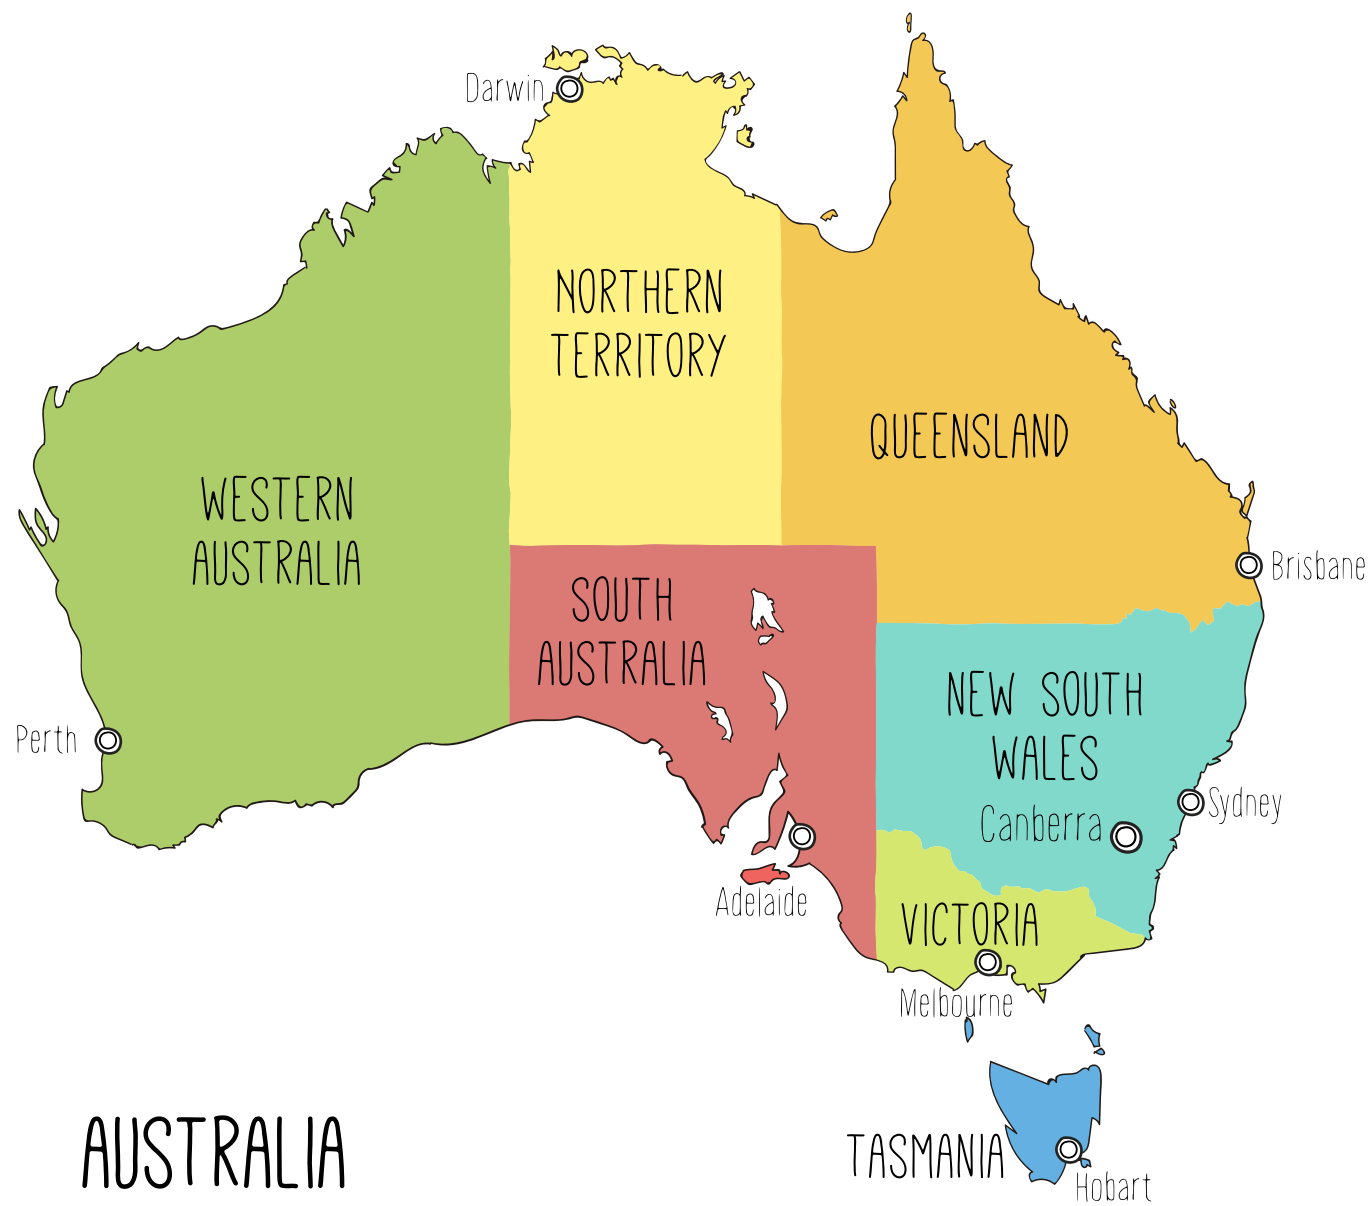 Darwin
NORTHERN
TERRITORY
QUEENSLAND
WESTERN
AUSTRALIA
Brisbane
SOUTH
AUSTRALIA
NEW SOUTH
WALES
Perth
Sydney
Canberra
Adelaide
VICTORIA
Melbourne
AUSTRALIA
TASMANIA
Hobart